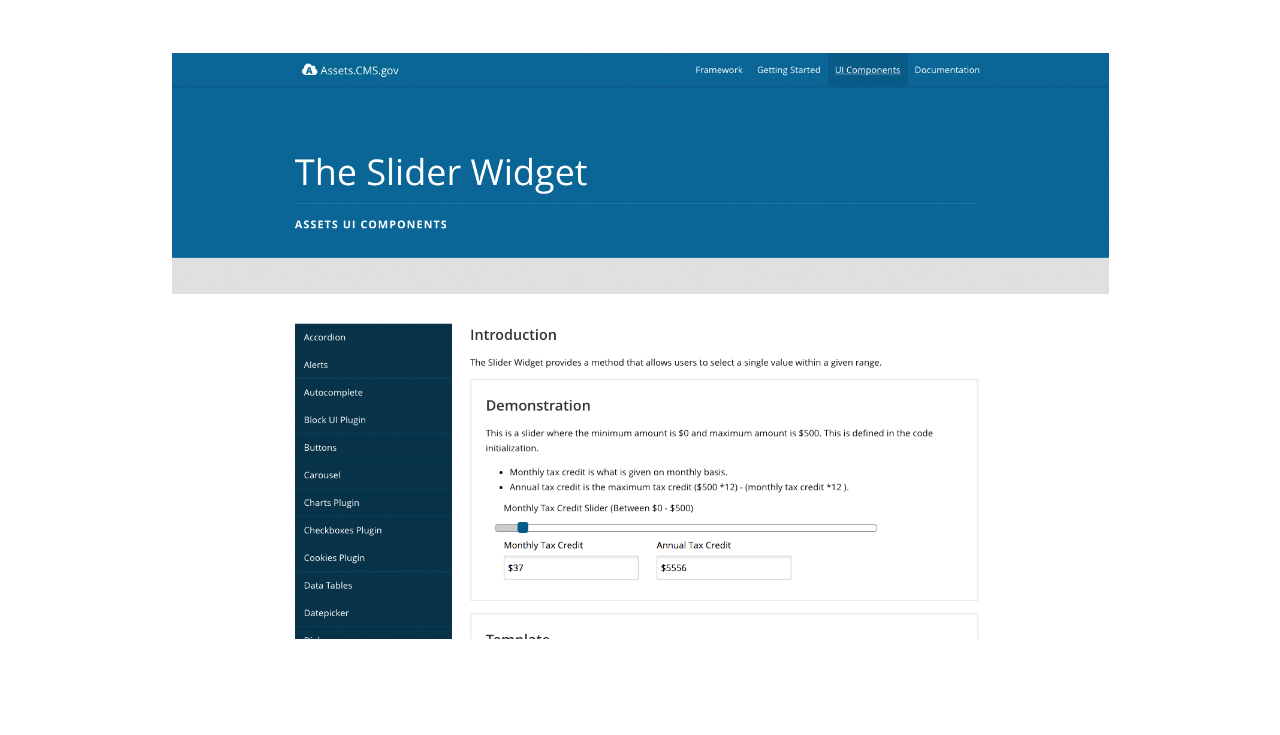 Assets.CMS.gov
Framework Getting Started UI Components Documentation
The Slider Widget
ASSETS UI COMPONENTS
Accordion
Alerts
Autocomplete
Block UI Plugin
Buttons
Carousel
Charts Plugin
Checkboxes Plugin
Cookies Plugin
Data Tables
Datepicker
Introduction
The Slider Widget provides a method that allows users to select a single value within a given range.
Demonstration
This is a slider where the minimum amount is $0 and maximum amount is $500. This is defined in the code
initialization.
• Monthly tax credit is what is given on monthly basis.
• Annual tax credit is the maximum tax credit ($500 *12) - (monthly tax credit *12 ).
Monthly Tax Credit Slider (Between $0 - $500)
Monthly Tax Credit Annual Tax Credit
$37 $5556
Template